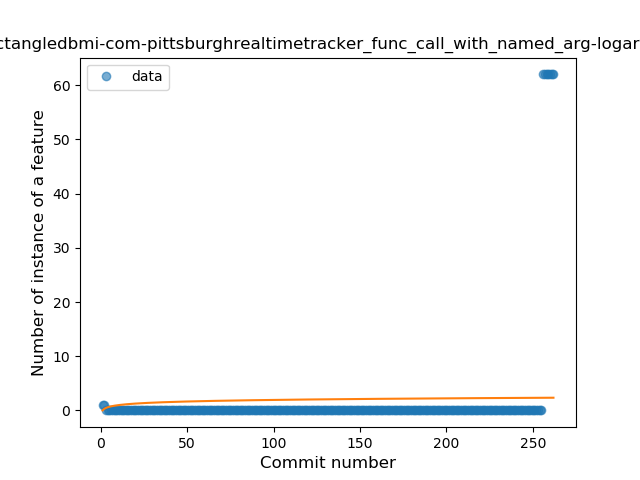 ctangledbmi-com-pittsburghrealtimetracker_func_call_with_named_arg-logar
data
Number of instance of a feature
60
50
40
30
20
10
0
0 50 100 150 200 250
Commit number